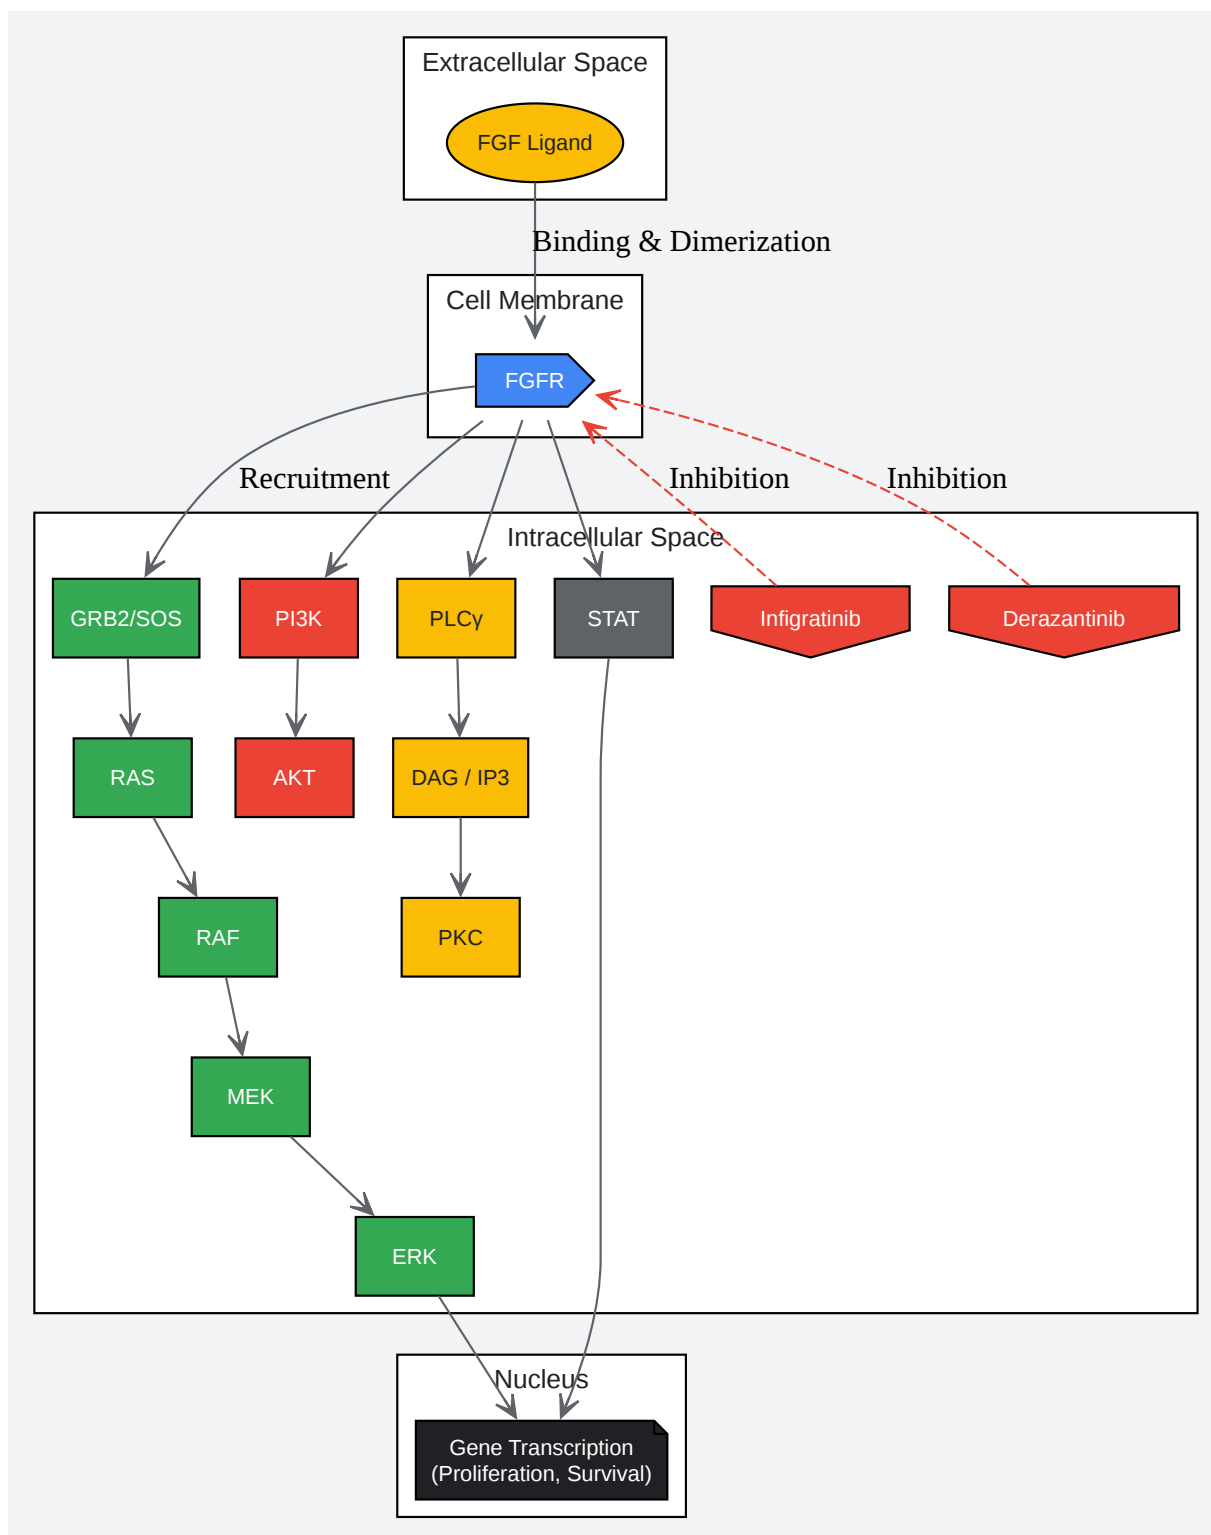 Extracellular Space
FGF Ligand
Binding & Dimerization
Cell Membrane
FGFR
Recruitment
Inhibition
Inhibition
Intracellular Space
GRB2/SOS
PI3K
PLCγ
STAT
Infigratinib
Derazantinib
RAS
AKT
DAG / IP3
RAF
PKC
MEK
ERK
Nucleus
Gene Transcription
(Proliferation, Survival)